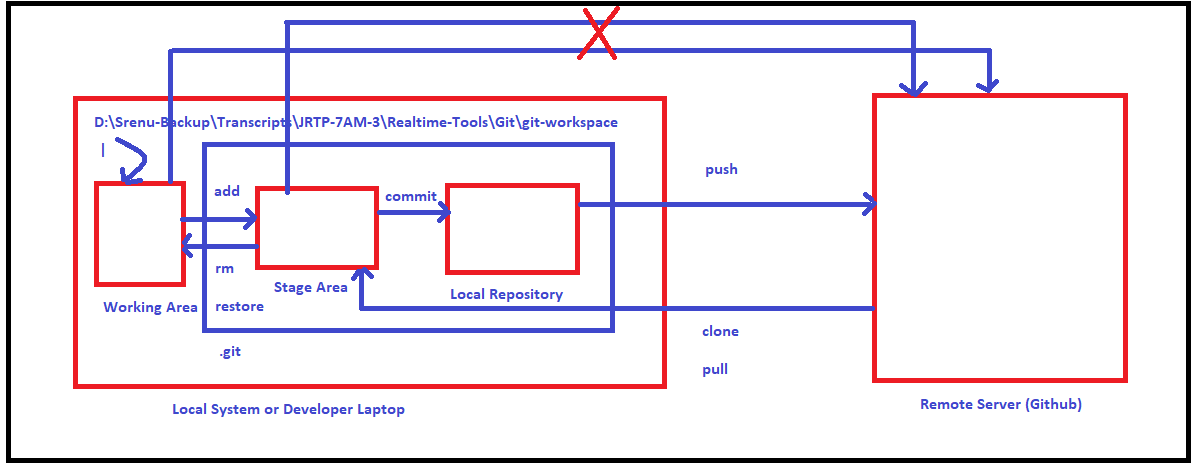 D:\Srenu-Backup\Transcripts\JRTP-7AM-3\Realtime-Tools\Git\git-workspace
|
push
add
commit
rm
Stage Area
Local Repository
Working Area
restore
clone
.git
pull
Local System or Developer Laptop
Remote Server (Github)